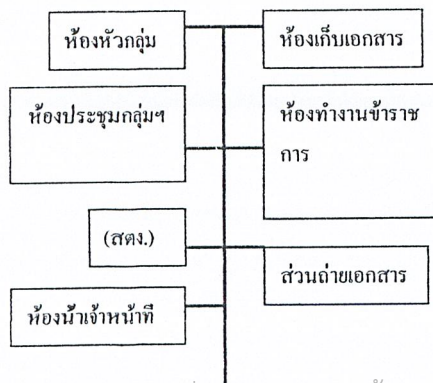 ห้องหัวกลุ่ม
ห้องเก็บเอกสาร
ห้องประชุมกลุ่มฯ
ห้องทำงานข้าราช
การ
(สตง.)
ส่วนถ่ายเอกสาร
ห้องน้ำเจ้าหน้าที่